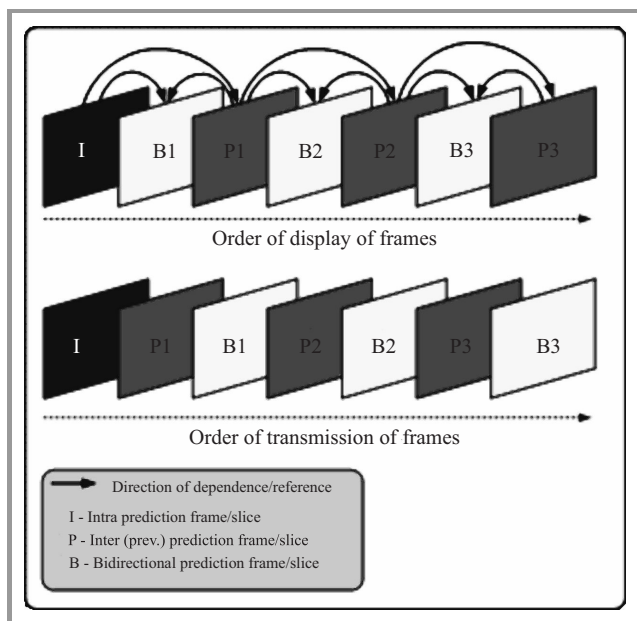 I B1 P1 B2 P2 B3 P3
Order of display of frames
I P1 B1 P2 B2 P3 B3
Order of transmission of frames
Direction of dependence/reference
I - Intra prediction frame/slice
P - Inter (prev.) prediction frame/slice
B - Bidirectional prediction frame/slice